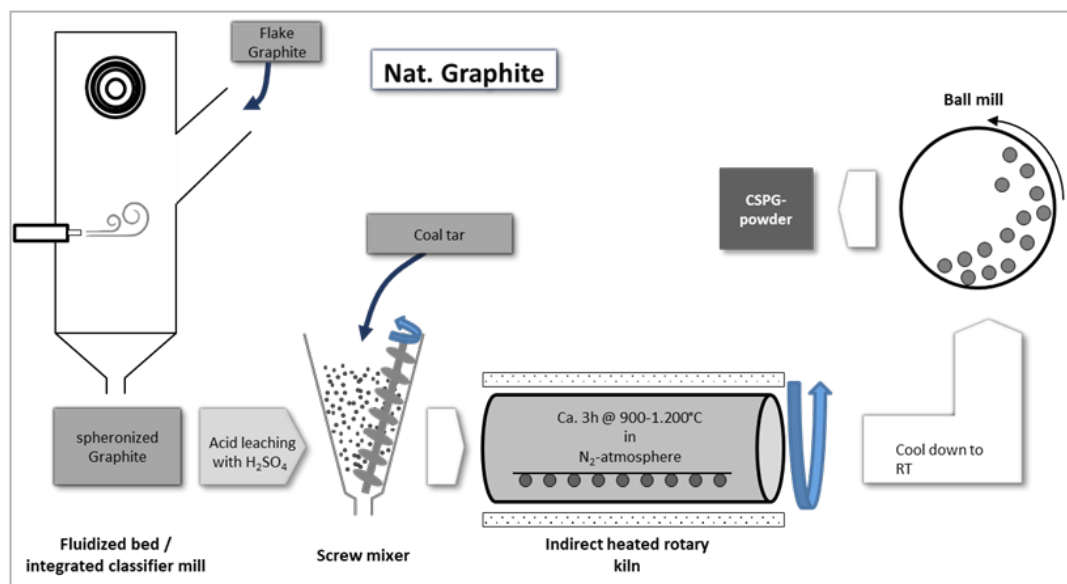 Flake
Graphite
Nat. Graphite
Ball mill
CSPG-
powder
Coal tar
spheronized
Graphite
Acid leaching
with H₂SO₄
Ca. 3h @ 900-1.200°C
in
N₂-atmosphere
Cool down to
RT
Fluidized bed /
integrated classifier mill
Screw mixer
Indirect heated rotary
kiln